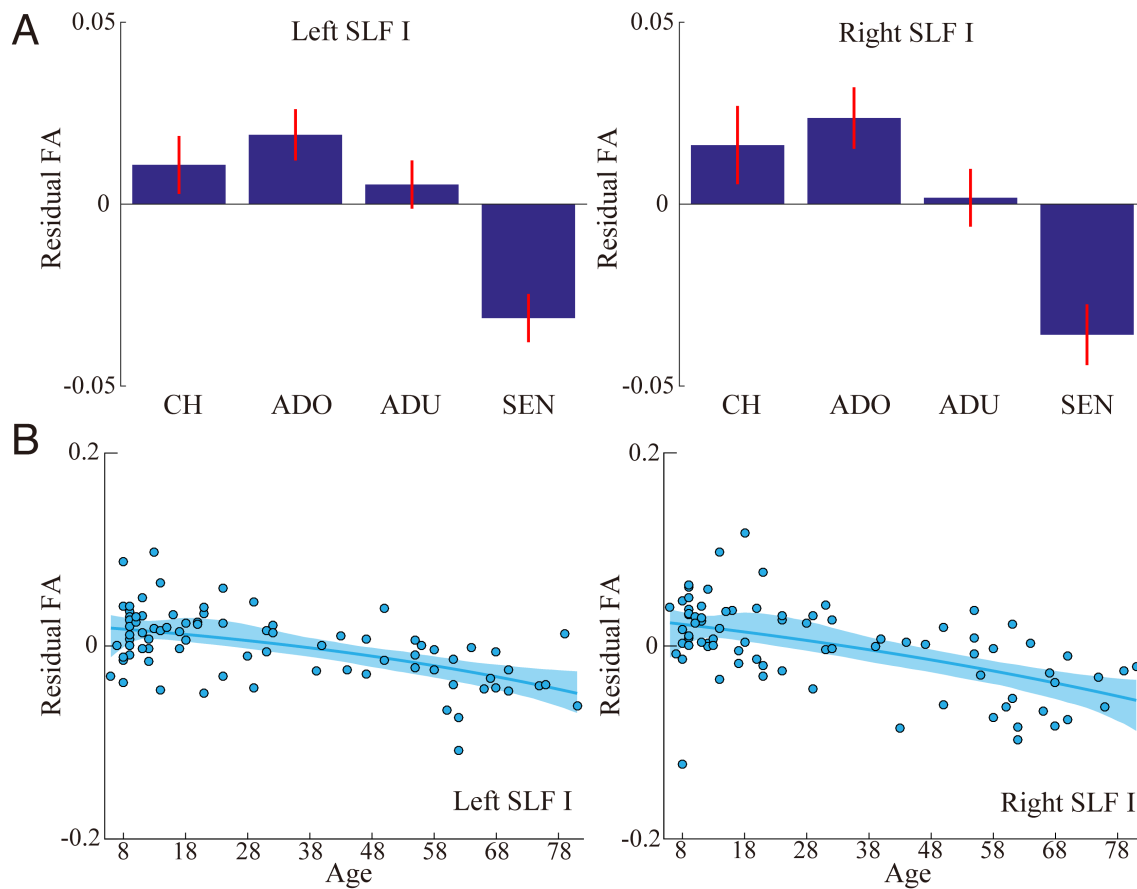 A
Left SLF I
Right SLF I
0.05
0
-0.05
Residual FA
CH ADO ADU SEN
0.05
0
-0.05
Residual FA
CH ADO ADU SEN
B
0.2
0
-0.2
Residual FA
Left SLF I
8 18 28 38 48 58 68 78
Age
0.2
0
-0.2
Residual FA
Right SLF I
8 18 28 38 48 58 68 78
Age